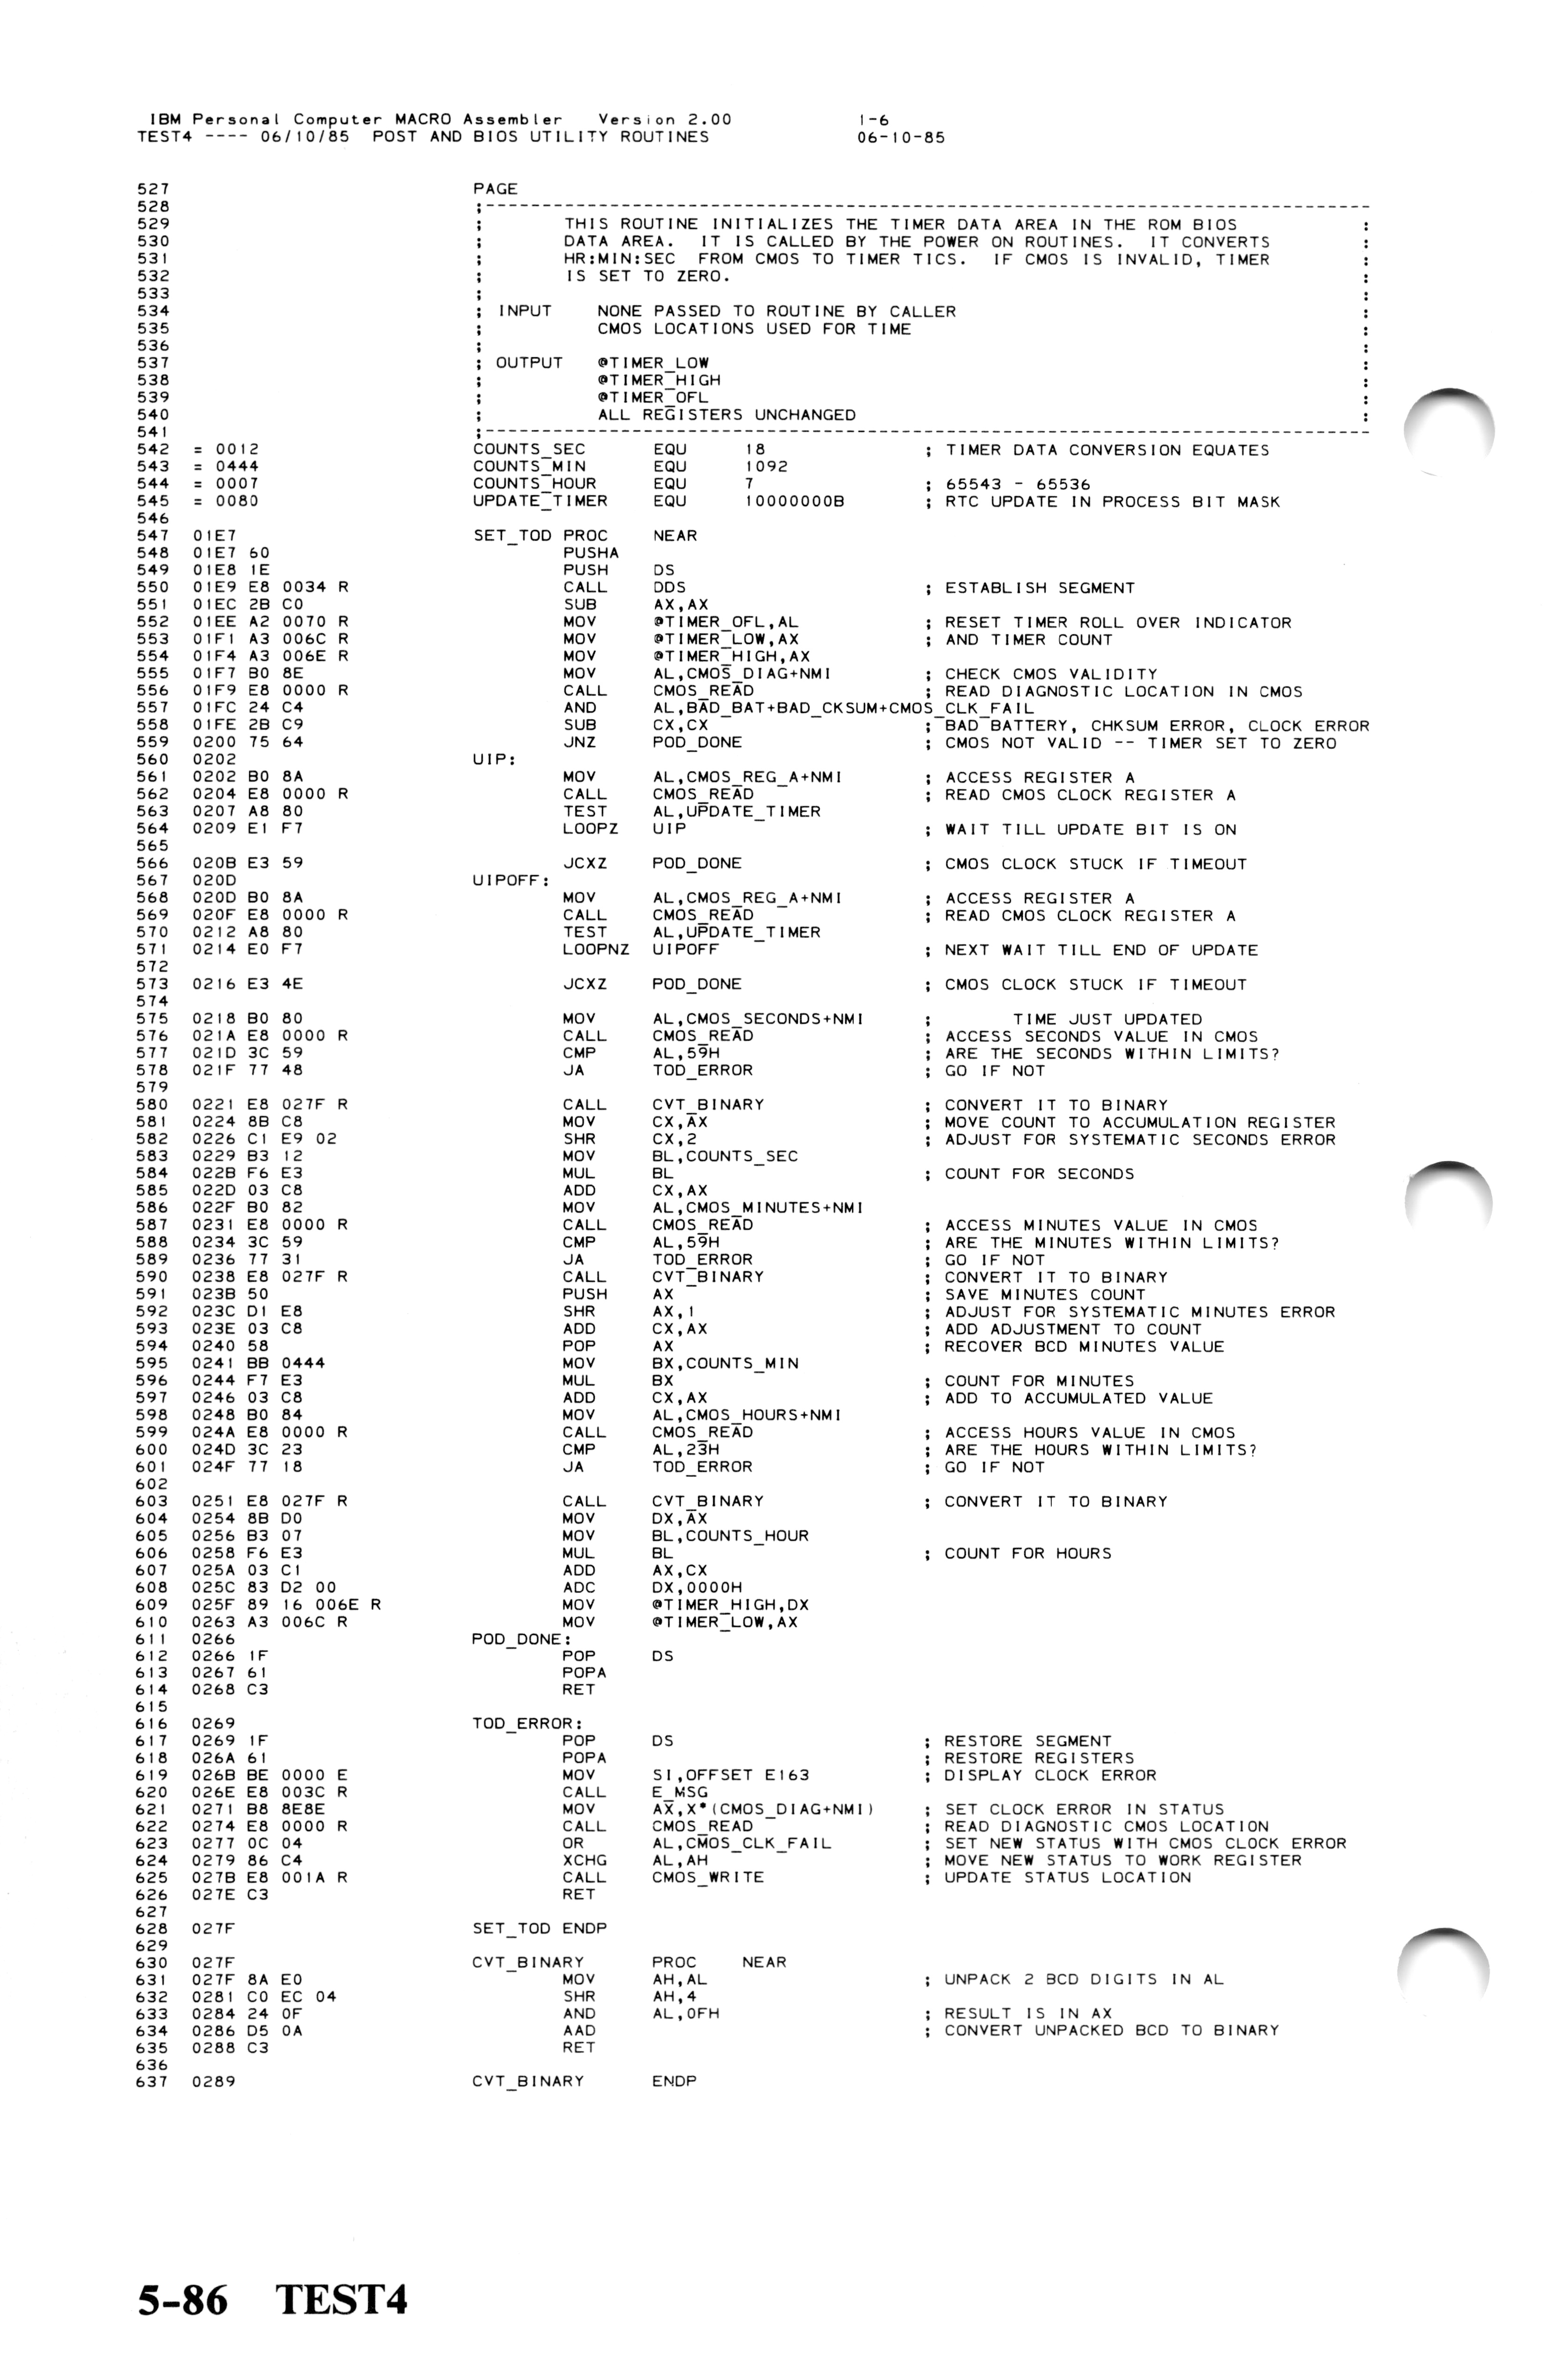 IBM Personal Computer MACRO Assembler   Version 2.00   1-6
TEST4 ---- 06/10/85  POST AND BIOS UTILITY ROUTINES   06-10-85
527 PAGE
528 ;--------------------------------------------------------------------------------
529 ; THIS ROUTINE INITIALIZES THE TIMER DATA AREA IN THE ROM BIOS :
530 ; DATA AREA.  IT IS CALLED BY THE POWER ON ROUTINES.  IT CONVERTS :
531 ; HR:MIN:SEC  FROM CMOS TO TIMER TICS.  IF CMOS IS INVALID, TIMER :
532 ; IS SET TO ZERO. :
533 ; :
534 ; INPUT NONE PASSED TO ROUTINE BY CALLER :
535 ; CMOS LOCATIONS USED FOR TIME :
536 ; :
537 ; OUTPUT @TIMER_LOW :
538 ; @TIMER_HIGH :
539 ; @TIMER_OFL :
540 ; ALL REGISTERS UNCHANGED :
541 ;--------------------------------------------------------------------------------
542 = 0012 COUNTS_SEC EQU 18 ; TIMER DATA CONVERSION EQUATES
543 = 0444 COUNTS_MIN EQU 1092
544 = 0007 COUNTS_HOUR EQU 7 ; 65543 - 65536
545 = 0080 UPDATE_TIMER EQU 10000000B ; RTC UPDATE IN PROCESS BIT MASK
546
547 01E7 SET_TOD PROC NEAR
548 01E7 60 PUSHA
549 01E8 1E PUSH DS
550 01E9 E8 0034 R CALL DDS ; ESTABLISH SEGMENT
551 01EC 2B C0 SUB AX,AX
552 01EE A2 0070 R MOV @TIMER_OFL,AL ; RESET TIMER ROLL OVER INDICATOR
553 01F1 A3 006C R MOV @TIMER_LOW,AX ; AND TIMER COUNT
554 01F4 A3 006E R MOV @TIMER_HIGH,AX
555 01F7 B0 8E MOV AL,CMOS_DIAG+NMI ; CHECK CMOS VALIDITY
556 01F9 E8 0000 R CALL CMOS_READ ; READ DIAGNOSTIC LOCATION IN CMOS
557 01FC 24 C4 AND AL,BAD_BAT+BAD_CKSUM+CMOS_CLK_FAIL
558 01FE 2B C9 SUB CX,CX ; BAD BATTERY, CHKSUM ERROR, CLOCK ERROR
559 0200 75 64 JNZ POD_DONE ; CMOS NOT VALID -- TIMER SET TO ZERO
560 0202 UIP:
561 0202 B0 8A MOV AL,CMOS_REG_A+NMI ; ACCESS REGISTER A
562 0204 E8 0000 R CALL CMOS_READ ; READ CMOS CLOCK REGISTER A
563 0207 A8 80 TEST AL,UPDATE_TIMER
564 0209 E1 F7 LOOPZ UIP ; WAIT TILL UPDATE BIT IS ON
565
566 020B E3 59 JCXZ POD_DONE ; CMOS CLOCK STUCK IF TIMEOUT
567 020D UIPOFF:
568 020D B0 8A MOV AL,CMOS_REG_A+NMI ; ACCESS REGISTER A
569 020F E8 0000 R CALL CMOS_READ ; READ CMOS CLOCK REGISTER A
570 0212 A8 80 TEST AL,UPDATE_TIMER
571 0214 E0 F7 LOOPNZ UIPOFF ; NEXT WAIT TILL END OF UPDATE
572
573 0216 E3 4E JCXZ POD_DONE ; CMOS CLOCK STUCK IF TIMEOUT
574
575 0218 B0 80 MOV AL,CMOS_SECONDS+NMI ; TIME JUST UPDATED
576 021A E8 0000 R CALL CMOS_READ ; ACCESS SECONDS VALUE IN CMOS
577 021D 3C 59 CMP AL,59H ; ARE THE SECONDS WITHIN LIMITS?
578 021F 77 48 JA TOD_ERROR ; GO IF NOT
579
580 0221 E8 027F R CALL CVT_BINARY ; CONVERT IT TO BINARY
581 0224 8B C8 MOV CX,AX ; MOVE COUNT TO ACCUMULATION REGISTER
582 0226 C1 E9 02 SHR CX,2 ; ADJUST FOR SYSTEMATIC SECONDS ERROR
583 0229 B3 12 MOV BL,COUNTS_SEC
584 022B F6 E3 MUL BL ; COUNT FOR SECONDS
585 022D 03 C8 ADD CX,AX
586 022F B0 82 MOV AL,CMOS_MINUTES+NMI
587 0231 E8 0000 R CALL CMOS_READ ; ACCESS MINUTES VALUE IN CMOS
588 0234 3C 59 CMP AL,59H ; ARE THE MINUTES WITHIN LIMITS?
589 0236 77 31 JA TOD_ERROR ; GO IF NOT
590 0238 E8 027F R CALL CVT_BINARY ; CONVERT IT TO BINARY
591 023B 50 PUSH AX ; SAVE MINUTES COUNT
592 023C D1 E8 SHR AX,1 ; ADJUST FOR SYSTEMATIC MINUTES ERROR
593 023E 03 C8 ADD CX,AX ; ADD ADJUSTMENT TO COUNT
594 0240 58 POP AX ; RECOVER BCD MINUTES VALUE
595 0241 BB 0444 MOV BX,COUNTS_MIN
596 0244 F7 E3 MUL BX ; COUNT FOR MINUTES
597 0246 03 C8 ADD CX,AX ; ADD TO ACCUMULATED VALUE
598 0248 B0 84 MOV AL,CMOS_HOURS+NMI
599 024A E8 0000 R CALL CMOS_READ ; ACCESS HOURS VALUE IN CMOS
600 024D 3C 23 CMP AL,23H ; ARE THE HOURS WITHIN LIMITS?
601 024F 77 18 JA TOD_ERROR ; GO IF NOT
602
603 0251 E8 027F R CALL CVT_BINARY ; CONVERT IT TO BINARY
604 0254 8B D0 MOV DX,AX
605 0256 B3 07 MOV BL,COUNTS_HOUR
606 0258 F6 E3 MUL BL ; COUNT FOR HOURS
607 025A 03 C1 ADD AX,CX
608 025C 83 D2 00 ADC DX,0000H
609 025F 89 16 006E R MOV @TIMER_HIGH,DX
610 0263 A3 006C R MOV @TIMER_LOW,AX
611 0266 POD_DONE:
612 0266 1F POP DS
613 0267 61 POPA
614 0268 C3 RET
615
616 0269 TOD_ERROR:
617 0269 1F POP DS ; RESTORE SEGMENT
618 026A 61 POPA ; RESTORE REGISTERS
619 026B BE 0000 E MOV SI,OFFSET E163 ; DISPLAY CLOCK ERROR
620 026E E8 003C R CALL E_MSG
621 0271 B8 8E8E MOV AX,X*(CMOS_DIAG+NMI) ; SET CLOCK ERROR IN STATUS
622 0274 E8 0000 R CALL CMOS_READ ; READ DIAGNOSTIC CMOS LOCATION
623 0277 0C 04 OR AL,CMOS_CLK_FAIL ; SET NEW STATUS WITH CMOS CLOCK ERROR
624 0279 86 C4 XCHG AL,AH ; MOVE NEW STATUS TO WORK REGISTER
625 027B E8 001A R CALL CMOS_WRITE ; UPDATE STATUS LOCATION
626 027E C3 RET
627
628 027F SET_TOD ENDP
629
630 027F CVT_BINARY PROC NEAR
631 027F 8A E0 MOV AH,AL ; UNPACK 2 BCD DIGITS IN AL
632 0281 C0 EC 04 SHR AH,4
633 0284 24 0F AND AL,0FH ; RESULT IS IN AX
634 0286 D5 0A AAD ; CONVERT UNPACKED BCD TO BINARY
635 0288 C3 RET
636
637 0289 CVT_BINARY ENDP
5-86 TEST4